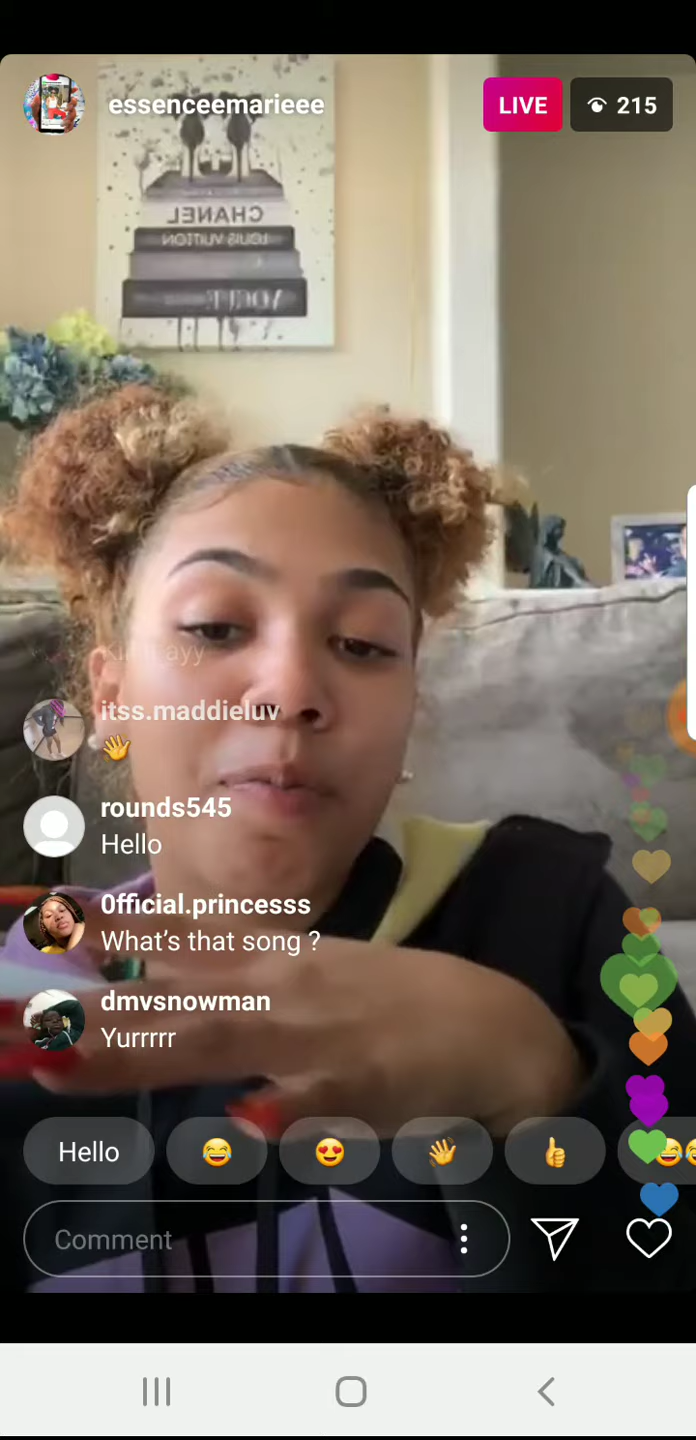 essenceemarieee
LIVE
215
CHANEL
LOUIS VUITTON
VOGUE
itss.maddieluv
👋
rounds545
Hello
0fficial.princesss
What's that song ?
dmvsnowman
Yurrrrr
Hello 😂 😍 👋 👍 😂
Comment